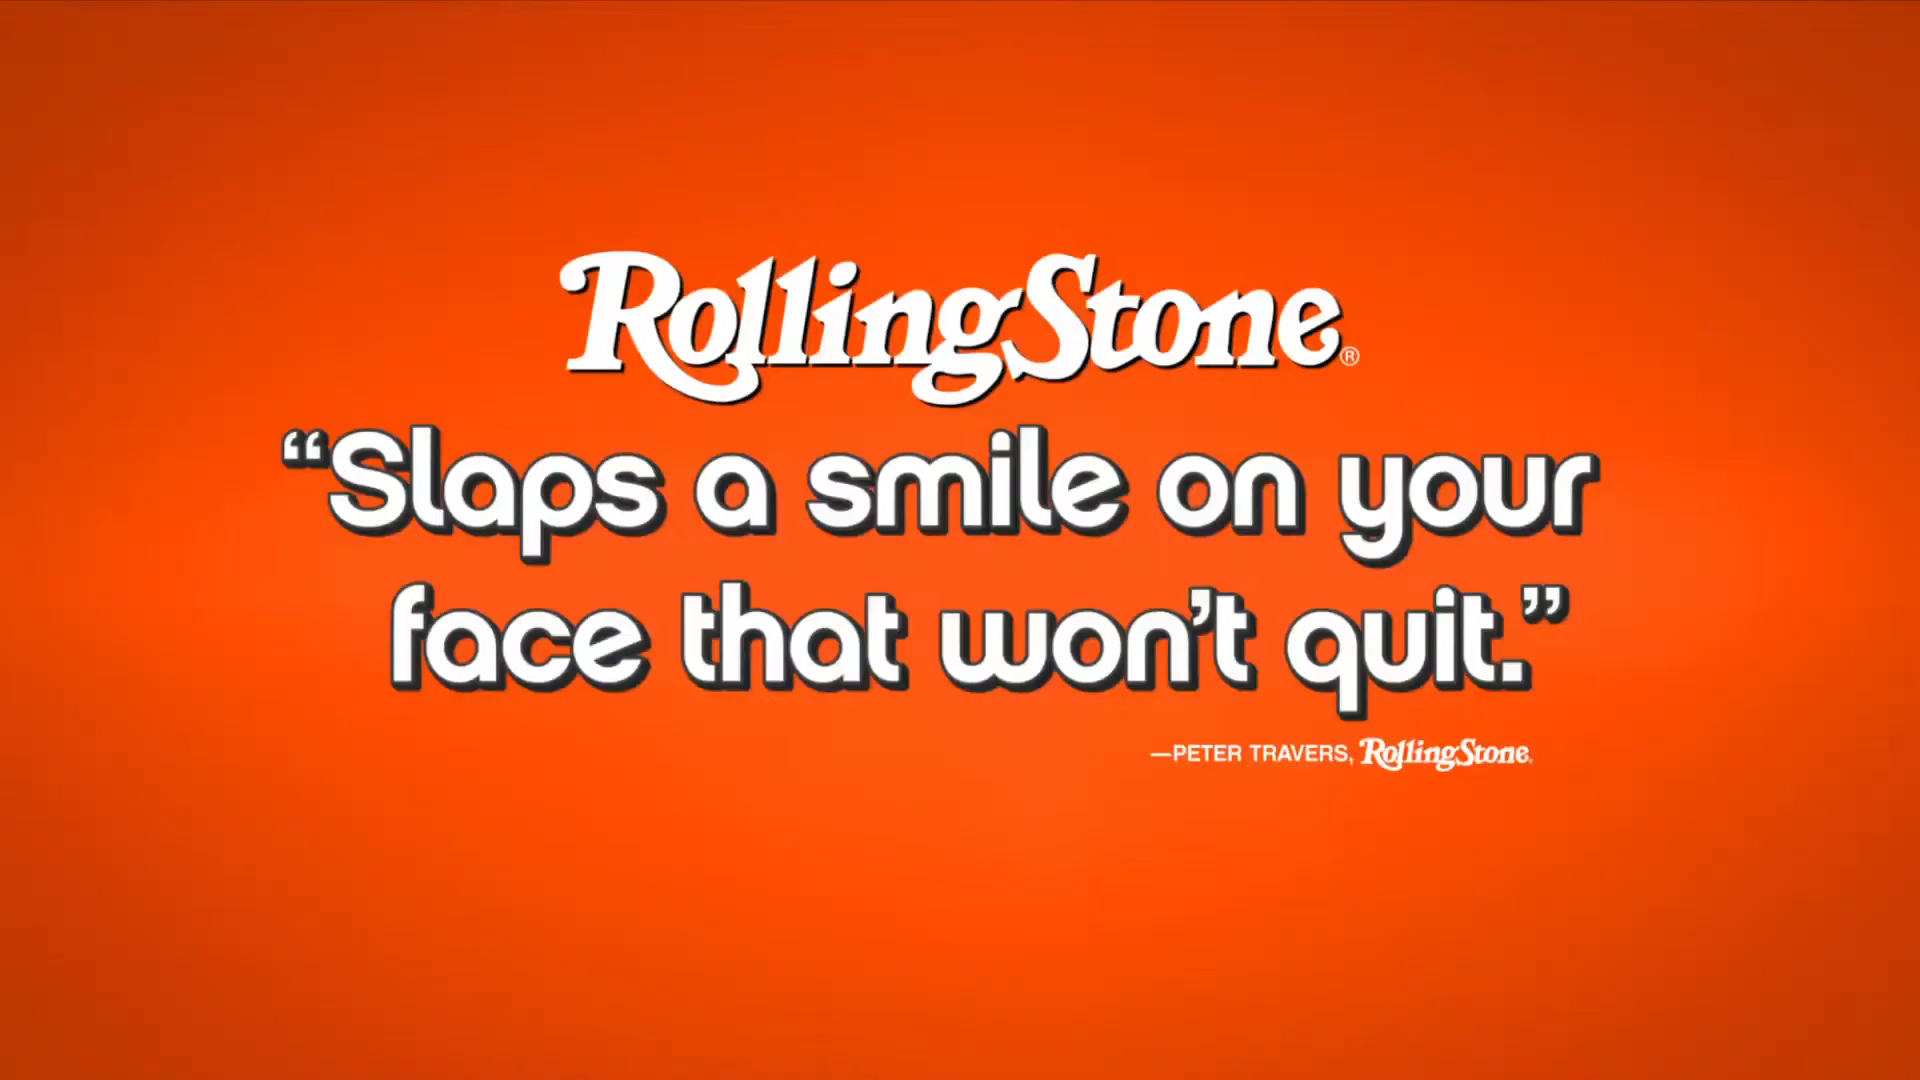 RollingStone®
“Slaps a smile on your
face that won’t quit.”
—PETER TRAVERS, RollingStone.